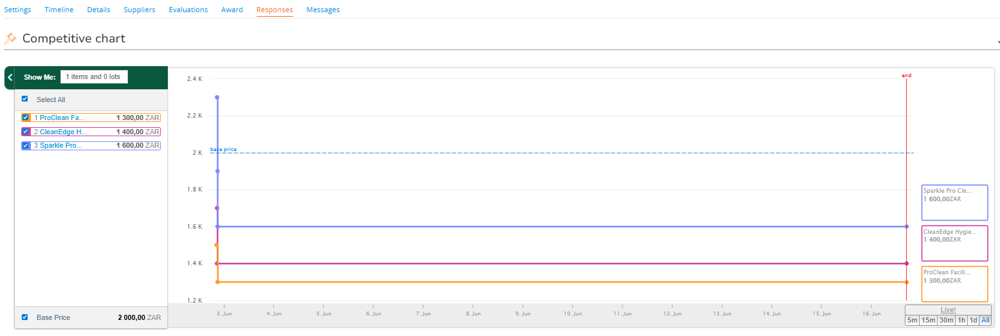 Settings Timeline Details Suppliers Evaluations Award Responses Messages
Competitive chart
Show Me: 1 items and 0 lots
Select All
1 ProClean Fa... 1 300,00 ZAR
2 CleanEdge H... 1 400,00 ZAR
3 Sparkle Pro... 1 600,00 ZAR
Base Price 2 000,00 ZAR
end
2.4 K
2.2 K
base price
2 K
1.8 K
1.6 K
1.4 K
1.2 K
3. Jun 4. Jun 5. Jun 6. Jun 7. Jun 8. Jun 9. Jun 10. Jun 11. Jun 12. Jun 13. Jun 14. Jun 15. Jun 16. Jun
Sparkle Pro Cle...
1 600,00ZAR
CleanEdge Hygie...
1 400,00ZAR
ProClean Facili...
1 300,00ZAR
Live!
5m 15m 30m 1h 1d All